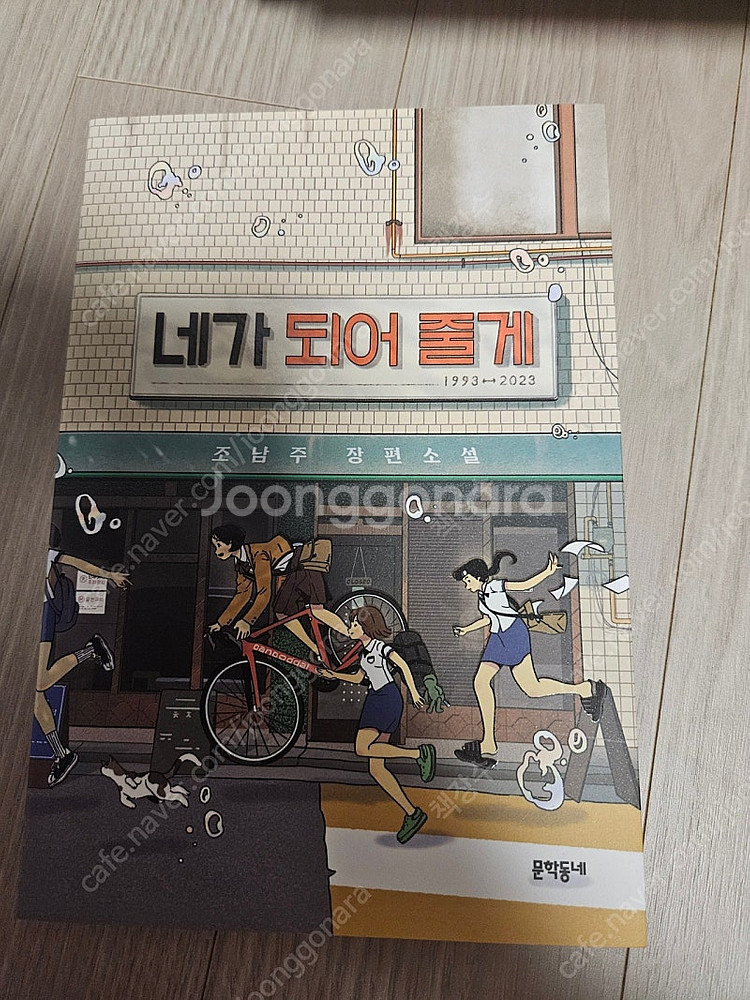 네가 되어 줄게
1993↔2023
조남주 장편소설
Joonggonara
CLOSED
문학동네